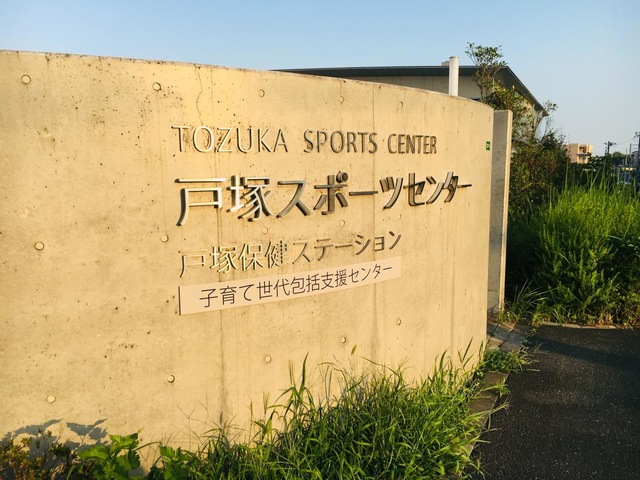 TOZUKA SPORTS CENTER
戸塚スポーツセンター
戸塚保健ステーション
子育て世代包括支援センター